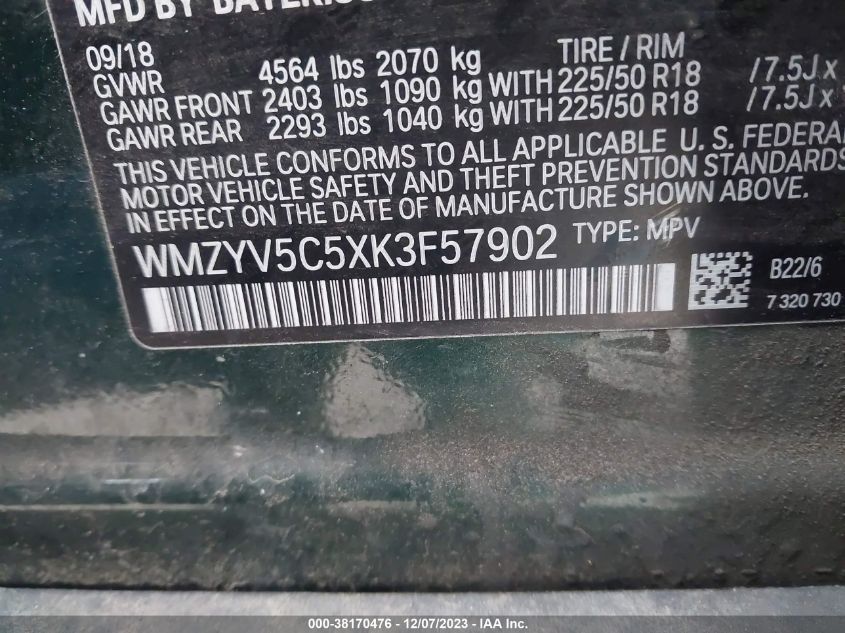 MFD BY BAYERISC
09/18
GVWR 4564 lbs 2070 kg TIRE / RIM
GAWR FRONT 2403 lbs 1090 kg WITH 225/50 R18 /7.5J x
GAWR REAR 2293 lbs 1040 kg WITH 225/50 R18 /7.5J x
THIS VEHICLE CONFORMS TO ALL APPLICABLE U. S. FEDERAL
MOTOR VEHICLE SAFETY AND THEFT PREVENTION STANDARDS
IN EFFECT ON THE DATE OF MANUFACTURE SHOWN ABOVE.
WMZYV5C5XK3F57902 TYPE: MPV
B22/6
7 320 730
000-38170476 - 12/07/2023 - IAA Inc.